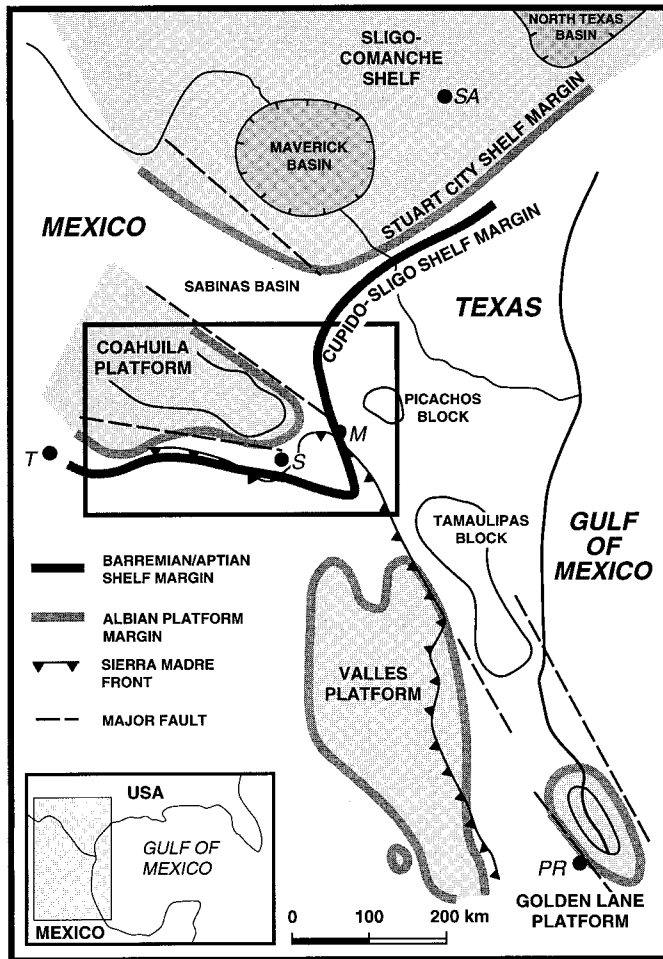 NORTH TEXAS
BASIN
SLIGO-
COMANCHE
SHELF
SA
MAVERICK
BASIN
STUART CITY SHELF MARGIN
MEXICO
CUPIDO-SLIGO SHELF MARGIN
SABINAS BASIN
TEXAS
COAHUILA
PLATFORM
PICACHOS
BLOCK
M
T
S
TAMAULIPAS
BLOCK
GULF
OF
MEXICO
BARREMIAN/APTIAN
SHELF MARGIN
ALBIAN PLATFORM
MARGIN
SIERRA MADRE
FRONT
MAJOR FAULT
VALLES
PLATFORM
USA
GULF OF
MEXICO
MEXICO
PR
GOLDEN LANE
PLATFORM
0 100 200 km